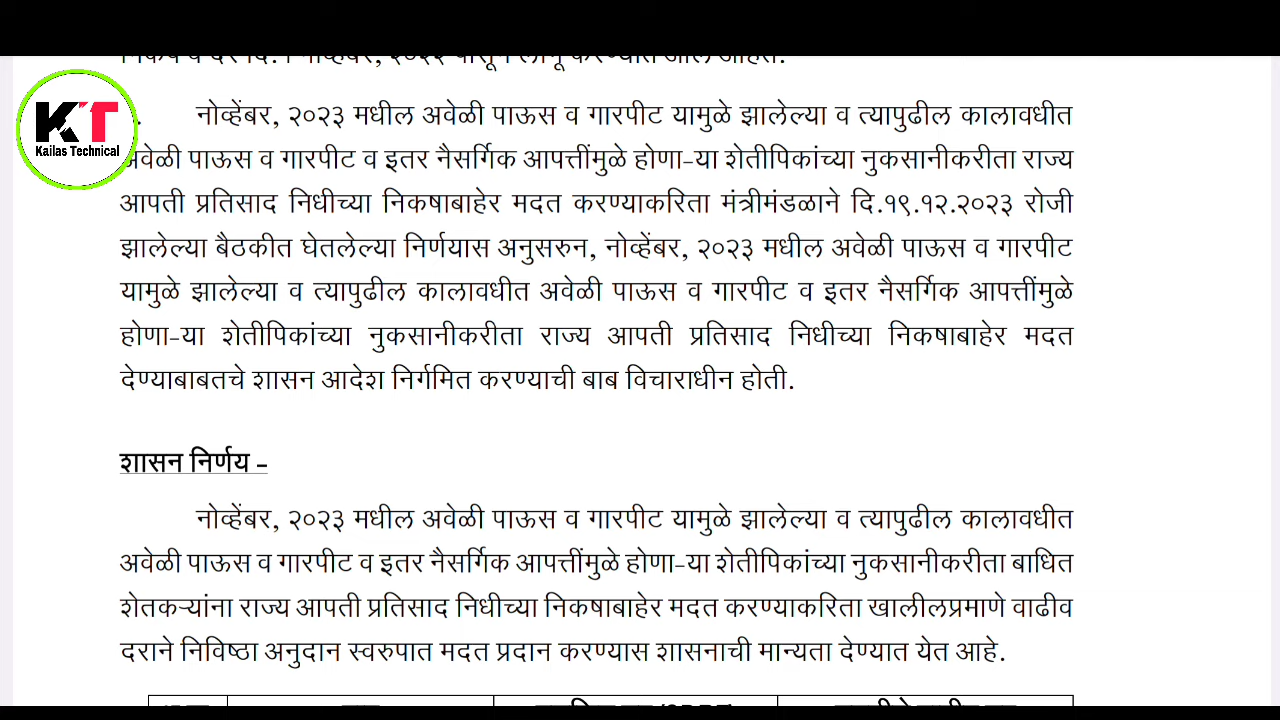 नोव्हेंबर, २०२३ मधील अवेळी पाऊस व गारपीट यामुळे झालेल्या व त्यापुढील कालावधीत
KT
Kailas Technical
अवेळी पाऊस व गारपीट व इतर नैसर्गिक आपत्तींमुळे होणा-या शेतीपिकांच्या नुकसानीकरीता राज्य
आपती प्रतिसाद निधीच्या निकषाबाहेर मदत करण्याकरिता मंत्रीमंडळाने दि.१९.१२.२०२३ रोजी
झालेल्या बैठकीत घेतलेल्या निर्णयास अनुसरुन, नोव्हेंबर, २०२३ मधील अवेळी पाऊस व गारपीट
यामुळे झालेल्या व त्यापुढील कालावधीत अवेळी पाऊस व गारपीट व इतर नैसर्गिक आपत्तींमुळे
होणा-या शेतीपिकांच्या नुकसानीकरीता राज्य आपती प्रतिसाद निधीच्या निकषाबाहेर मदत
देण्याबाबतचे शासन आदेश निर्गमित करण्याची बाब विचाराधीन होती.
शासन निर्णय –
नोव्हेंबर, २०२३ मधील अवेळी पाऊस व गारपीट यामुळे झालेल्या व त्यापुढील कालावधीत
अवेळी पाऊस व गारपीट व इतर नैसर्गिक आपत्तींमुळे होणा-या शेतीपिकांच्या नुकसानीकरीता बाधित
शेतकऱ्यांना राज्य आपती प्रतिसाद निधीच्या निकषाबाहेर मदत करण्याकरिता खालीलप्रमाणे वाढीव
दराने निविष्ठा अनुदान स्वरुपात मदत प्रदान करण्यास शासनाची मान्यता देण्यात येत आहे.